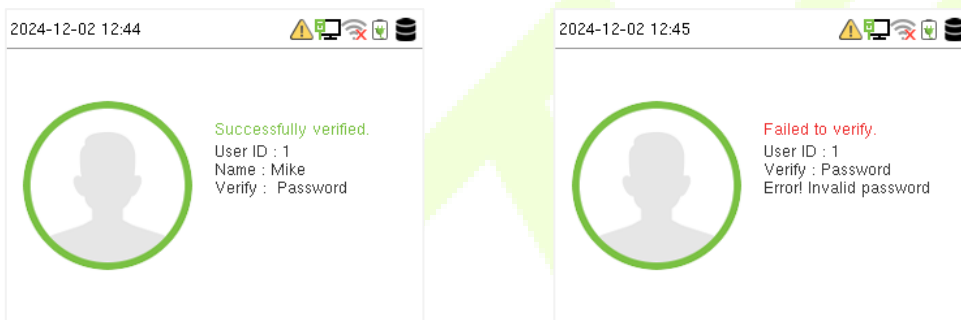 2024-12-02 12:44
Successfully verified.
User ID : 1
Name : Mike
Verify :  Password
2024-12-02 12:45
Failed to verify.
User ID : 1
Verify : Password
Error! Invalid password